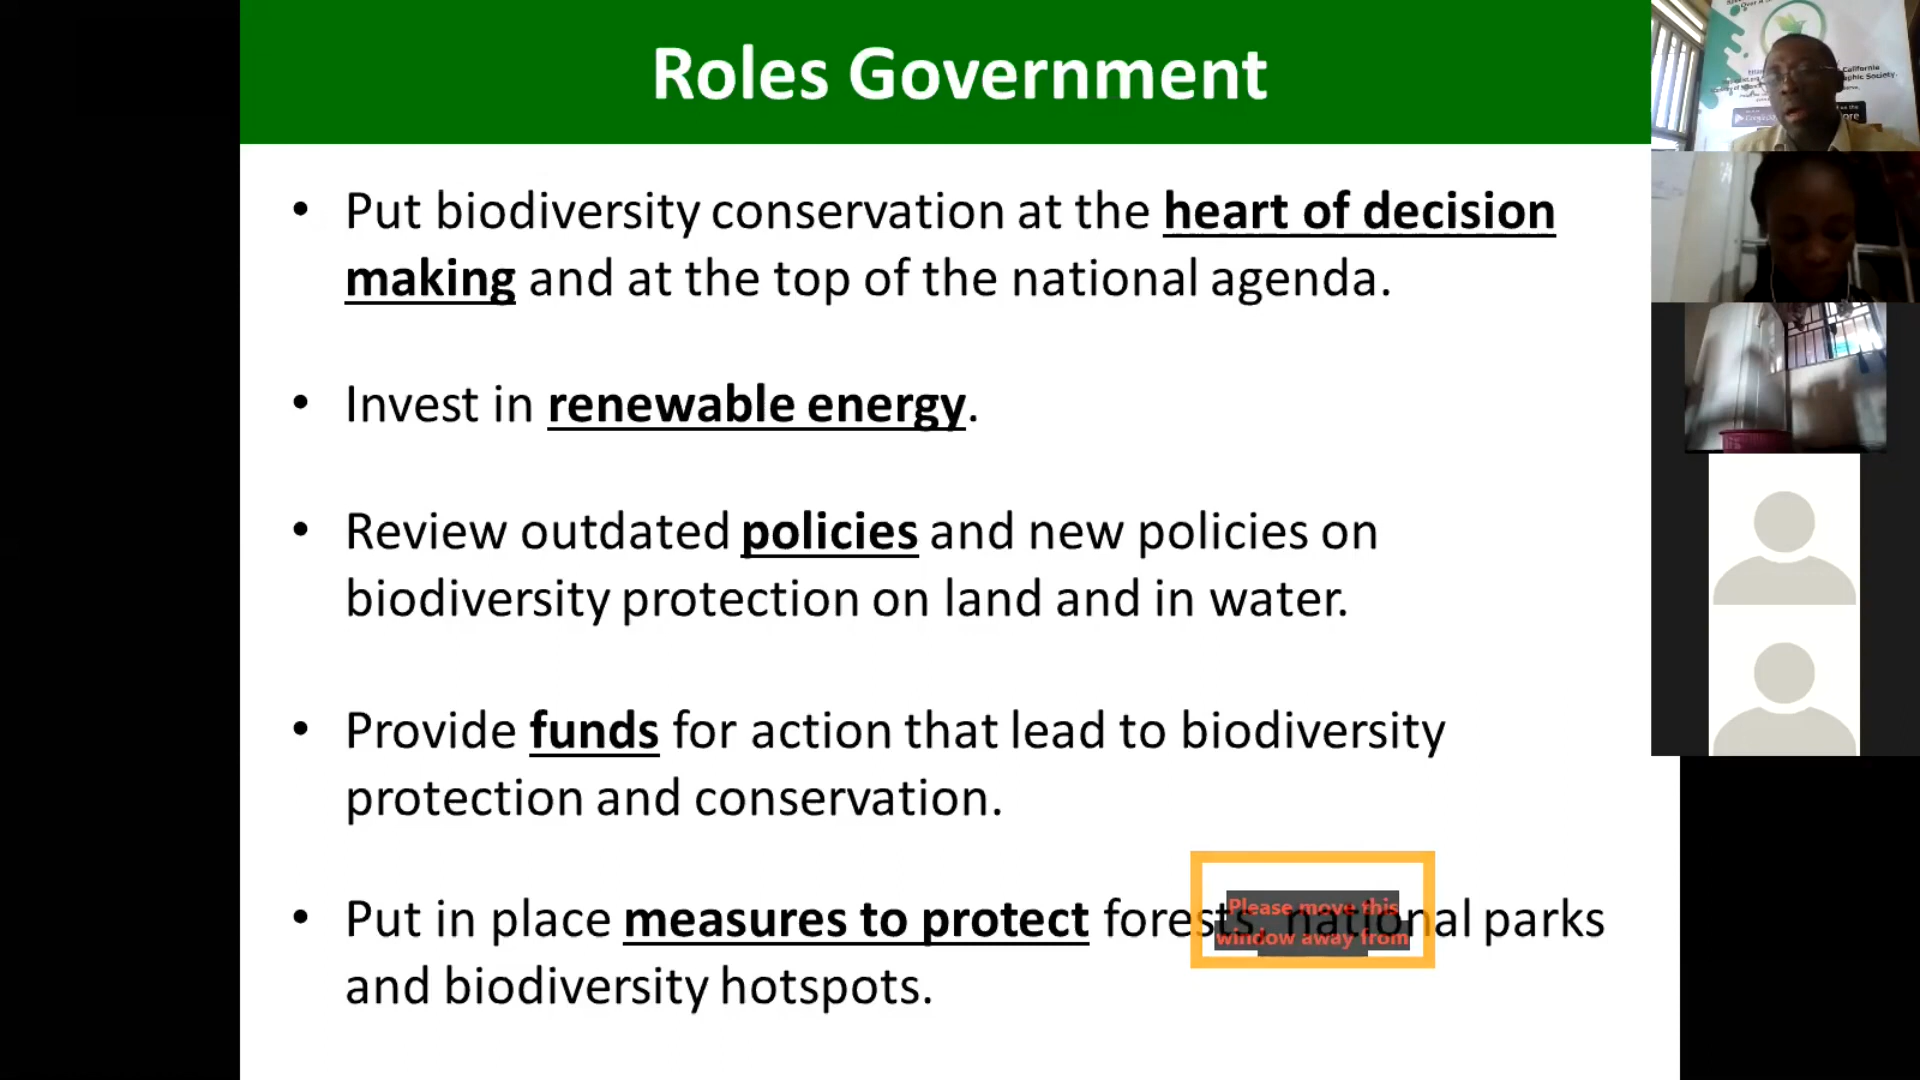 Roles Government
• Put biodiversity conservation at the heart of decision
making and at the top of the national agenda.
• Invest in renewable energy.
• Review outdated policies and new policies on
biodiversity protection on land and in water.
• Provide funds for action that lead to biodiversity
protection and conservation.
• Put in place measures to protect forests, national parks
and biodiversity hotspots.
Please move this
window away from
California
aphic Society.